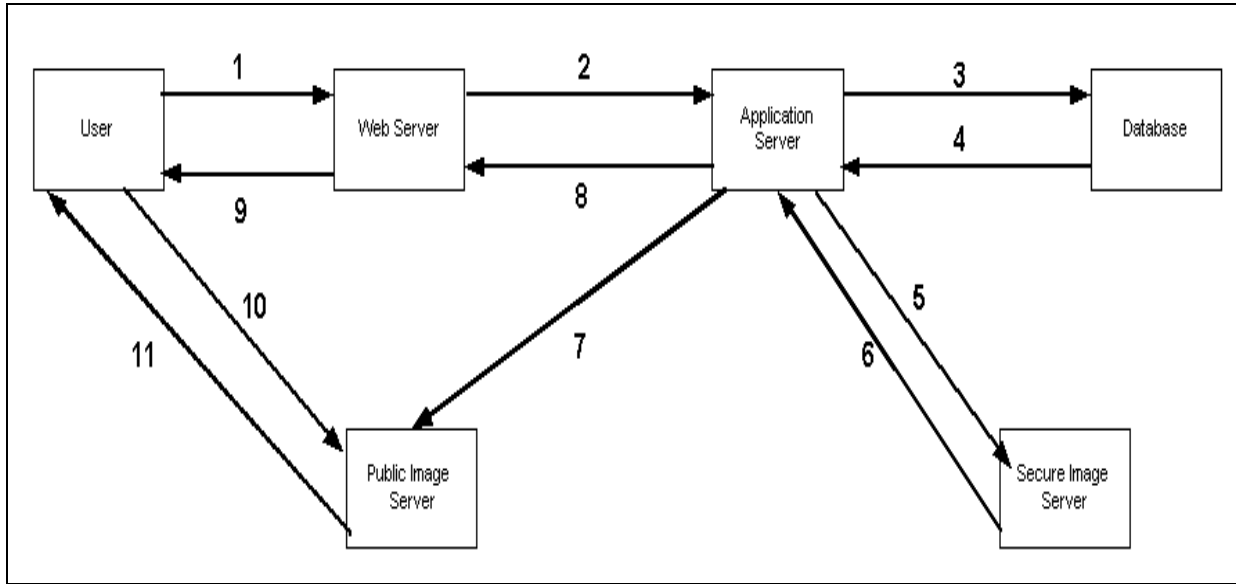 1
2
3
User
Web Server
Application
Server
Database
4
9
8
10
5
11
7
6
Public Image
Server
Secure Image
Server